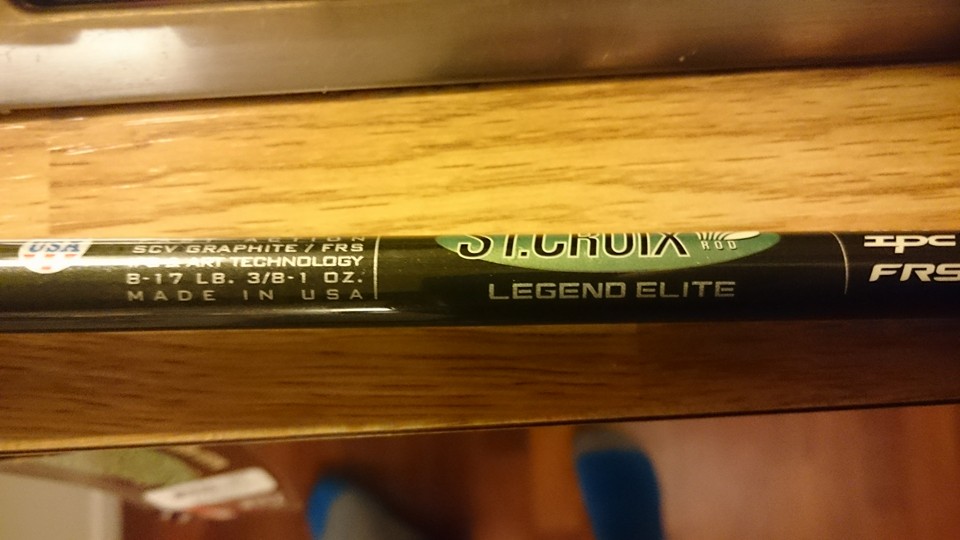 USA
SCV GRAPHITE / FRS
& ART TECHNOLOGY
8-17 LB. 3/8-1 OZ.
MADE IN USA
ST.CROIX
ROD
LEGEND ELITE
IPC
FRS